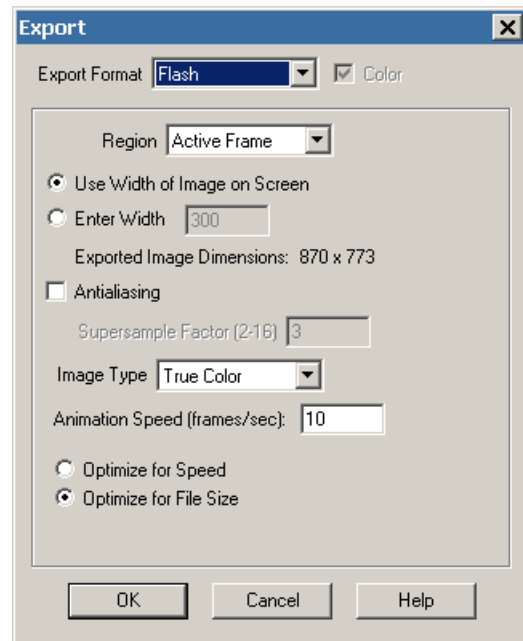 Export
Export Format Flash Color
Region Active Frame
Use Width of Image on Screen
Enter Width 300
Exported Image Dimensions: 870 x 773
Antialiasing
Supersample Factor (2-16) 3
Image Type True Color
Animation Speed (frames/sec): 10
Optimize for Speed
Optimize for File Size
OK Cancel Help